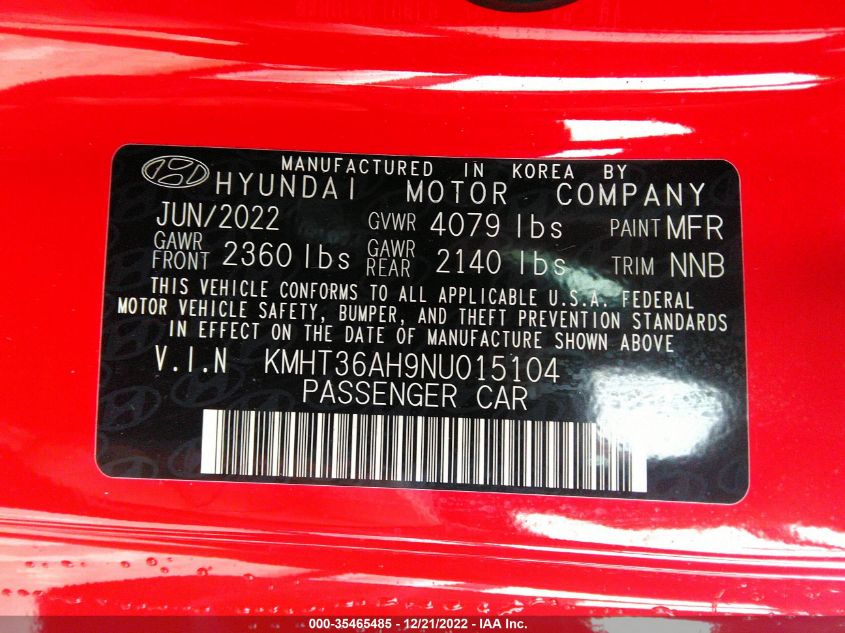 MANUFACTURED IN KOREA BY
HYUNDAI MOTOR COMPANY
JUN/2022 GVWR 4079 lbs PAINT MFR
GAWR FRONT 2360 lbs GAWR REAR 2140 lbs TRIM NNB
THIS VEHICLE CONFORMS TO ALL APPLICABLE U.S.A. FEDERAL
MOTOR VEHICLE SAFETY, BUMPER, AND THEFT PREVENTION STANDARDS
IN EFFECT ON THE DATE OF MANUFACTURE SHOWN ABOVE
V.I.N KMHT36AH9NU015104
PASSENGER CAR
000-35465485 - 12/21/2022 - IAA Inc.